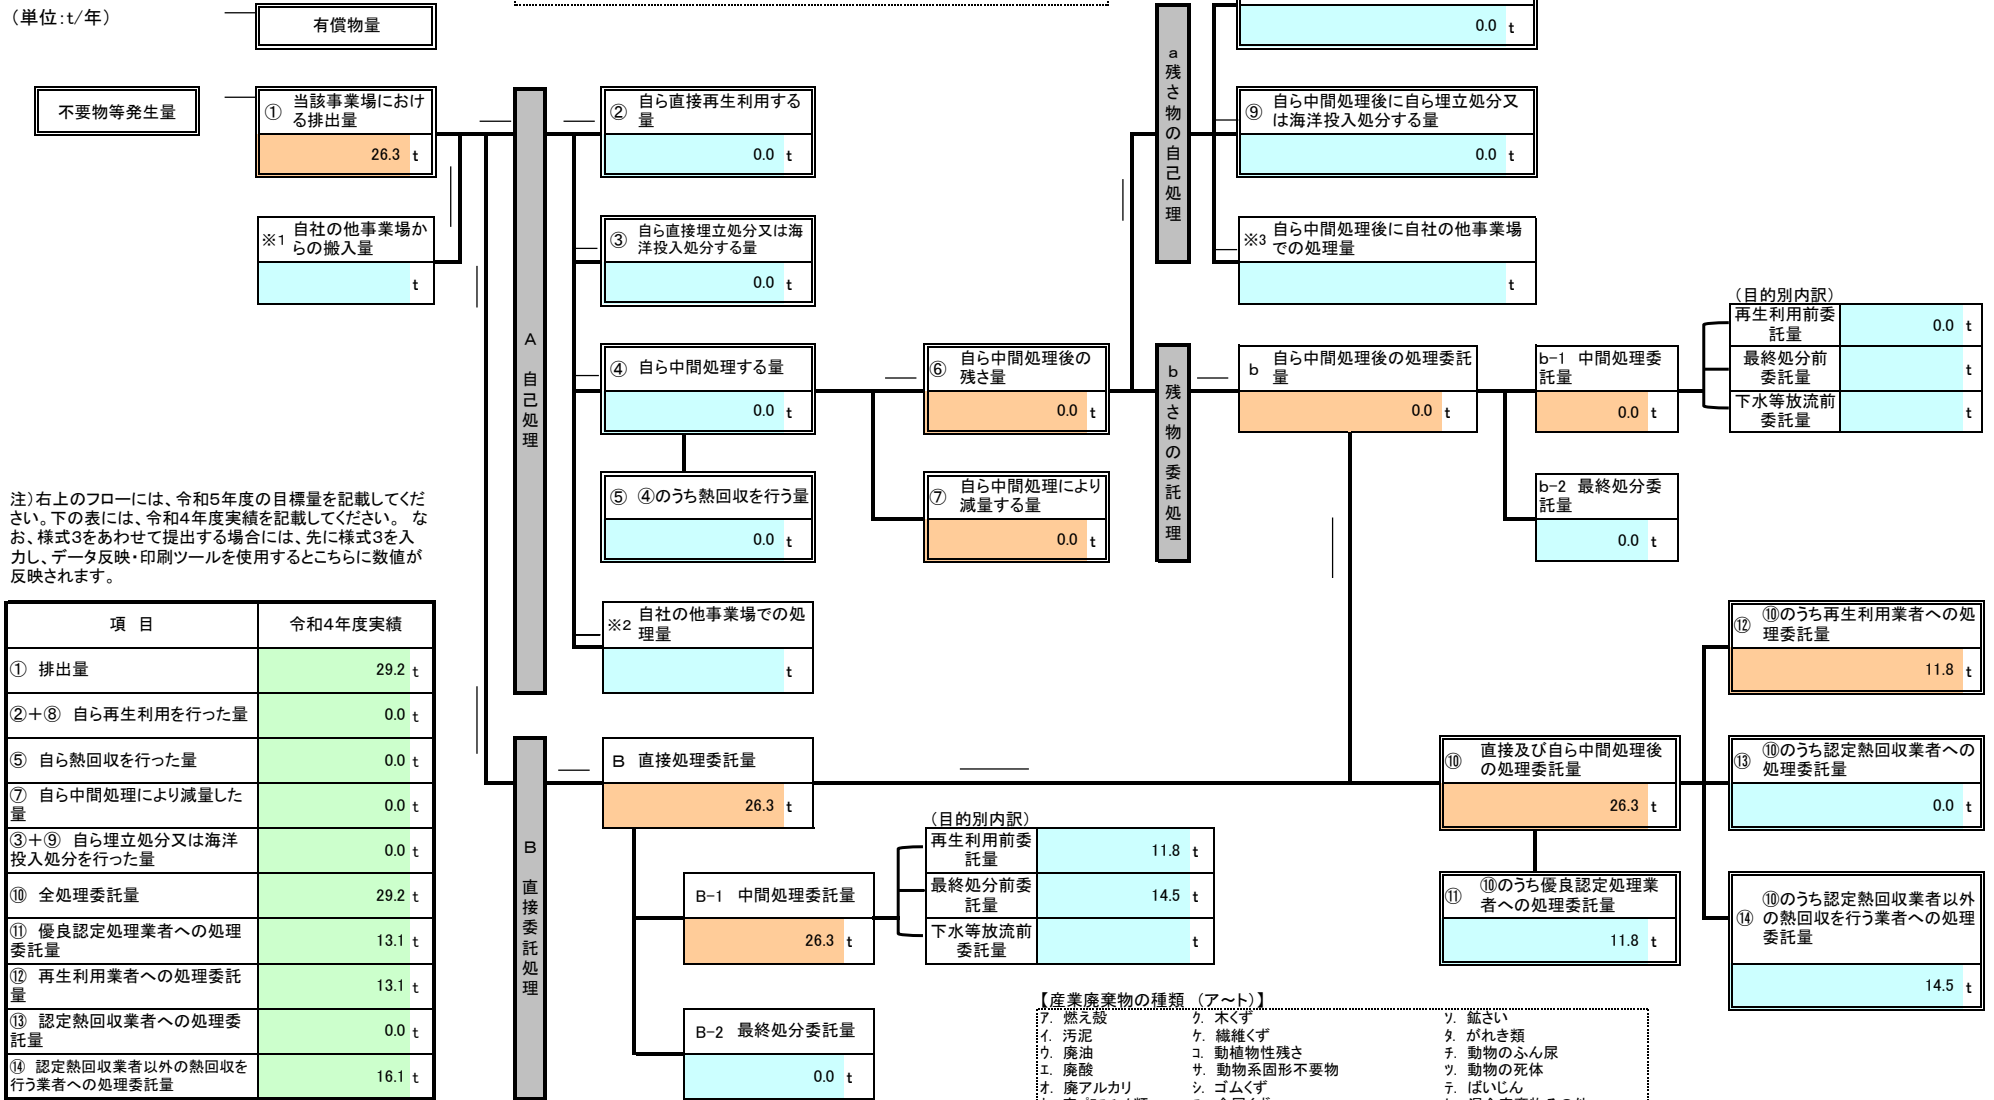 （単位:t/年）
有償物量
0.0 t
不要物等発生量
① 当該事業場におけ
る排出量
26.3 t
※1 自社の他事業場か
らの搬入量
t
A 自己処理
② 自ら直接再生利用する
量
0.0 t
③ 自ら直接埋立処分又は海
洋投入処分する量
0.0 t
④ 自ら中間処理する量
0.0 t
⑤ ④のうち熱回収を行う量
0.0 t
※2 自社の他事業場での処
理量
t
⑥ 自ら中間処理後の
残さ量
0.0 t
⑦ 自ら中間処理により
減量する量
0.0 t
a 残さ物の自己処理
⑨ 自ら中間処理後に自ら埋立処分又
は海洋投入処分する量
0.0 t
※3 自ら中間処理後に自社の他事業場
での処理量
t
b 残さ物の委託処理
b 自ら中間処理後の処理委託
量
0.0 t
b-1 中間処理委
託量
0.0 t
b-2 最終処分委
託量
0.0 t
（目的別内訳）
再生利用前委
託量
0.0 t
最終処分前
委託量
t
下水等放流前
委託量
t
注）右上のフローには、令和5年度の目標量を記載してくだ
さい。下の表には、令和4年度実績を記載してください。 な
お、様式3をあわせて提出する場合には、先に様式3を入
力し、データ反映・印刷ツールを使用するとこちらに数値が
反映されます。
項 目 令和4年度実績
① 排出量 29.2 t
②＋⑧ 自ら再生利用を行った量 0.0 t
⑤ 自ら熱回収を行った量 0.0 t
⑦ 自ら中間処理により減量した
量 0.0 t
③＋⑨ 自ら埋立処分又は海洋
投入処分を行った量 0.0 t
⑩ 全処理委託量 29.2 t
⑪ 優良認定処理業者への処理
委託量 13.1 t
⑫ 再生利用業者への処理委託
量 13.1 t
⑬ 認定熱回収業者への処理委
託量 0.0 t
⑭ 認定熱回収業者以外の熱回収を
行う業者への処理委託量 16.1 t
B 直接委託処理
B 直接処理委託量
26.3 t
B-1 中間処理委託量
26.3 t
B-2 最終処分委託量
0.0 t
（目的別内訳）
再生利用前委
託量
11.8 t
最終処分前委
託量
14.5 t
下水等放流前
委託量
t
⑩ 直接及び自ら中間処理後
の処理委託量
26.3 t
⑪ ⑩のうち優良認定処理業
者への処理委託量
11.8 t
⑫ ⑩のうち再生利用業者への処
理委託量
11.8 t
⑬ ⑩のうち認定熱回収業者への
処理委託量
0.0 t
⑭ ⑩のうち認定熱回収業者以外
の熱回収を行う業者への処理
委託量
14.5 t
【産業廃棄物の種類 （ア～ト）】
ア. 燃え殻 ク. 木くず ソ. 鉱さい
イ. 汚泥 ケ. 繊維くず タ. がれき類
ウ. 廃油 コ. 動植物性残さ チ. 動物のふん尿
エ. 廃酸 サ. 動物系固形不要物 ツ. 動物の死体
オ. 廃アルカリ シ. ゴムくず テ. ばいじん